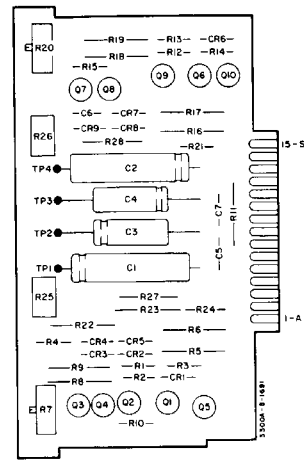 R19 R13 CR6
R20 R18 R12 R14
R15
Q7 Q8 Q9 Q6 Q10
C6 CR7 R17
R26 CR9 CR8 R16
R28 R21
15-S
TP4 C2
TP3 C4 C7 R11
TP2 C3
TP1 C1 C5
R25 R27
R23 R24 1-A
R22 R6
R4 CR4 CR5
CR3 CR2 R5
R9 R1 R3
R8 R2 CR1
R7 Q3 Q4 Q2 Q1 Q5
R10
3300A-B-1691